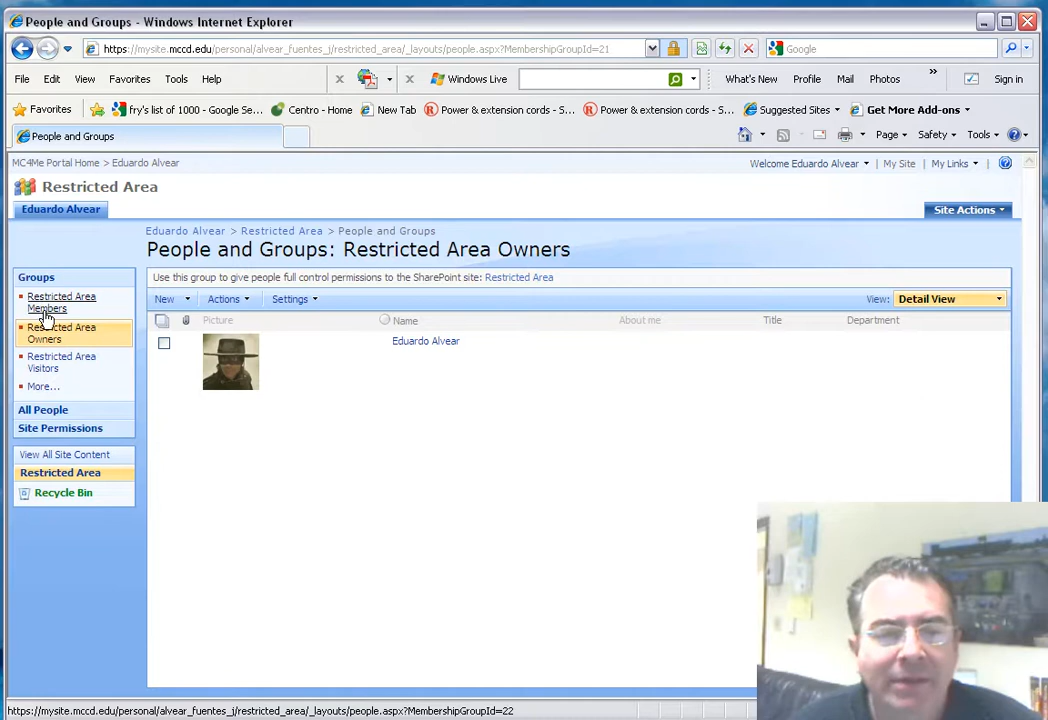 People and Groups - Windows Internet Explorer
https://mysite.mccd.edu/personal/alvear_fuentes_j/restricted_area/_layouts/people.aspx?MembershipGroupId=21
Google
File Edit View Favorites Tools Help
Windows Live
What's New Profile Mail Photos » Sign in
Favorites
fry's list of 1000 - Google Se...
Centro - Home
New Tab
Power & extension cords - S...
Power & extension cords - S...
Suggested Sites
Get More Add-ons
People and Groups
Page Safety Tools
MC4Me Portal Home > Eduardo Alvear
Welcome Eduardo Alvear | My Site | My Links |
Restricted Area
Eduardo Alvear
Site Actions
Eduardo Alvear > Restricted Area > People and Groups
People and Groups: Restricted Area Owners
Groups
Restricted Area
Members
Restricted Area
Owners
Restricted Area
Visitors
More...
All People
Site Permissions
View All Site Content
Restricted Area
Recycle Bin
Use this group to give people full control permissions to the SharePoint site: Restricted Area
New Actions Settings
View: Detail View
Picture Name About me Title Department
Eduardo Alvear
https://mysite.mccd.edu/personal/alvear_fuentes_j/restricted_area/_layouts/people.aspx?MembershipGroupId=22